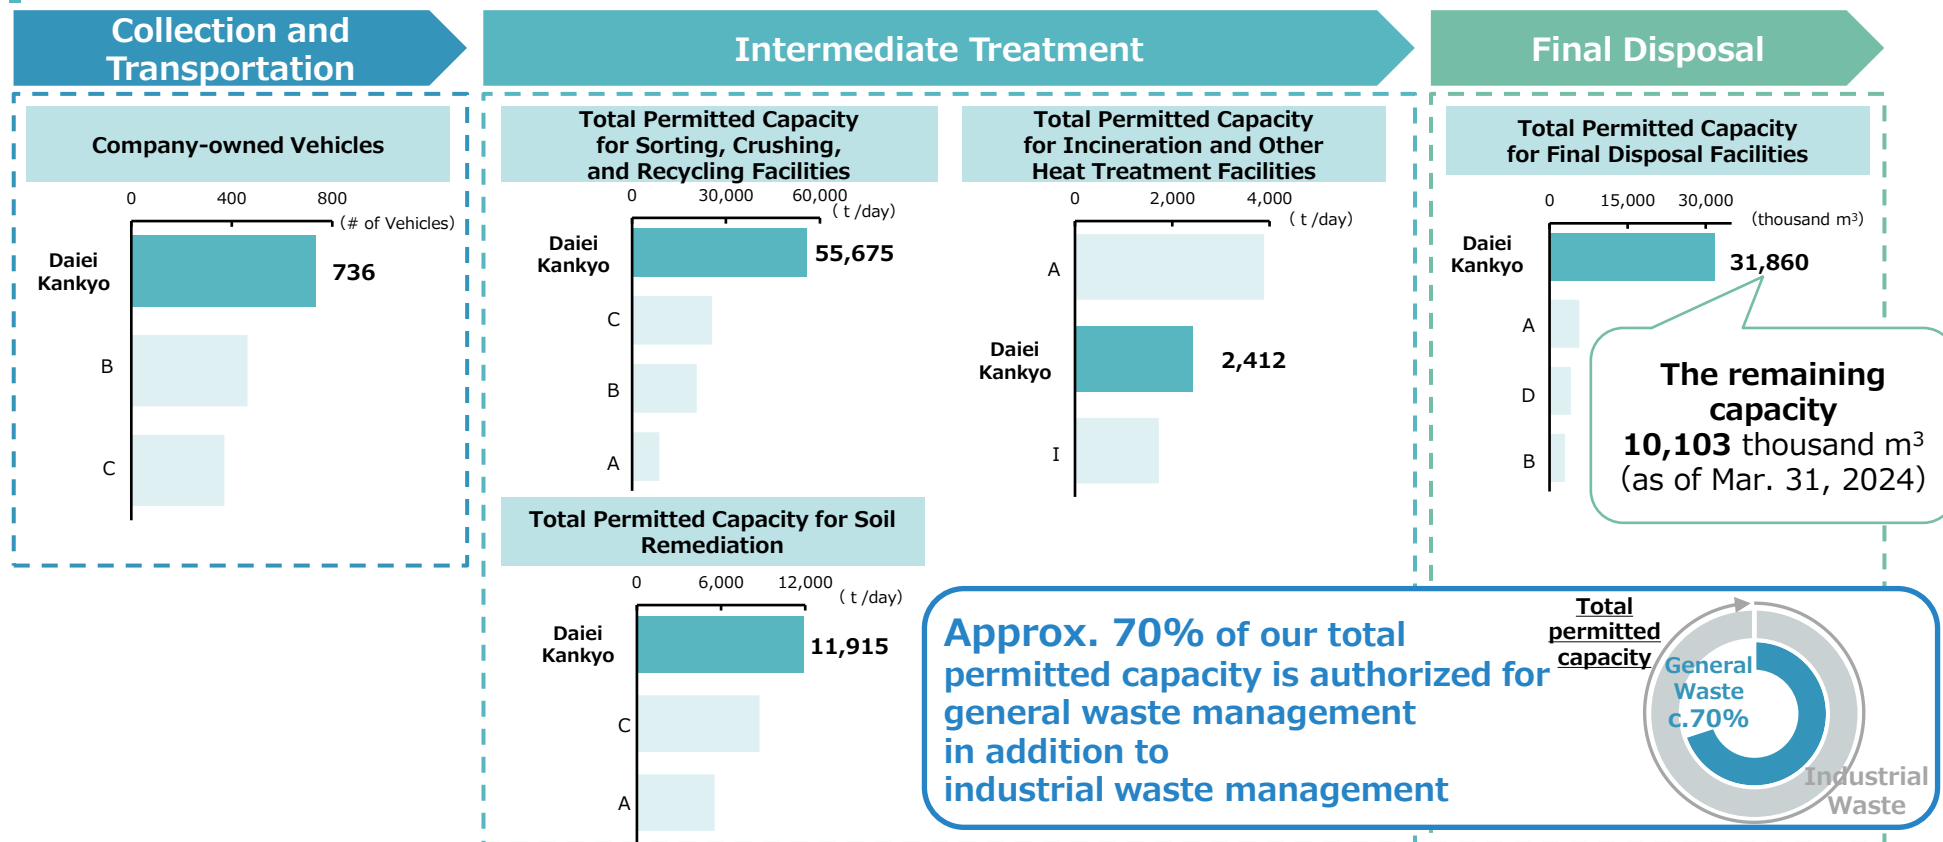 Collection and
Transportation
Intermediate Treatment
Final Disposal
Company-owned Vehicles
0 400 800
(# of Vehicles)
Daiei
Kankyo
736
B
C
Total Permitted Capacity
for Sorting, Crushing,
and Recycling Facilities
0 30,000 60,000
( t /day)
Daiei
Kankyo
55,675
C
B
A
Total Permitted Capacity
for Incineration and Other
Heat Treatment Facilities
0 2,000 4,000
( t /day)
A
Daiei
Kankyo
2,412
I
Total Permitted Capacity
for Final Disposal Facilities
0 15,000 30,000
(thousand m³)
Daiei
Kankyo
31,860
A
D
B
The remaining
capacity
10,103 thousand m³
(as of Mar. 31, 2024)
Total Permitted Capacity for Soil
Remediation
0 6,000 12,000
( t /day)
Daiei
Kankyo
11,915
C
A
Approx. 70% of our total
permitted capacity is authorized for
general waste management
in addition to
industrial waste management
Total
permitted
capacity
General
Waste
c.70%
Industrial
Waste